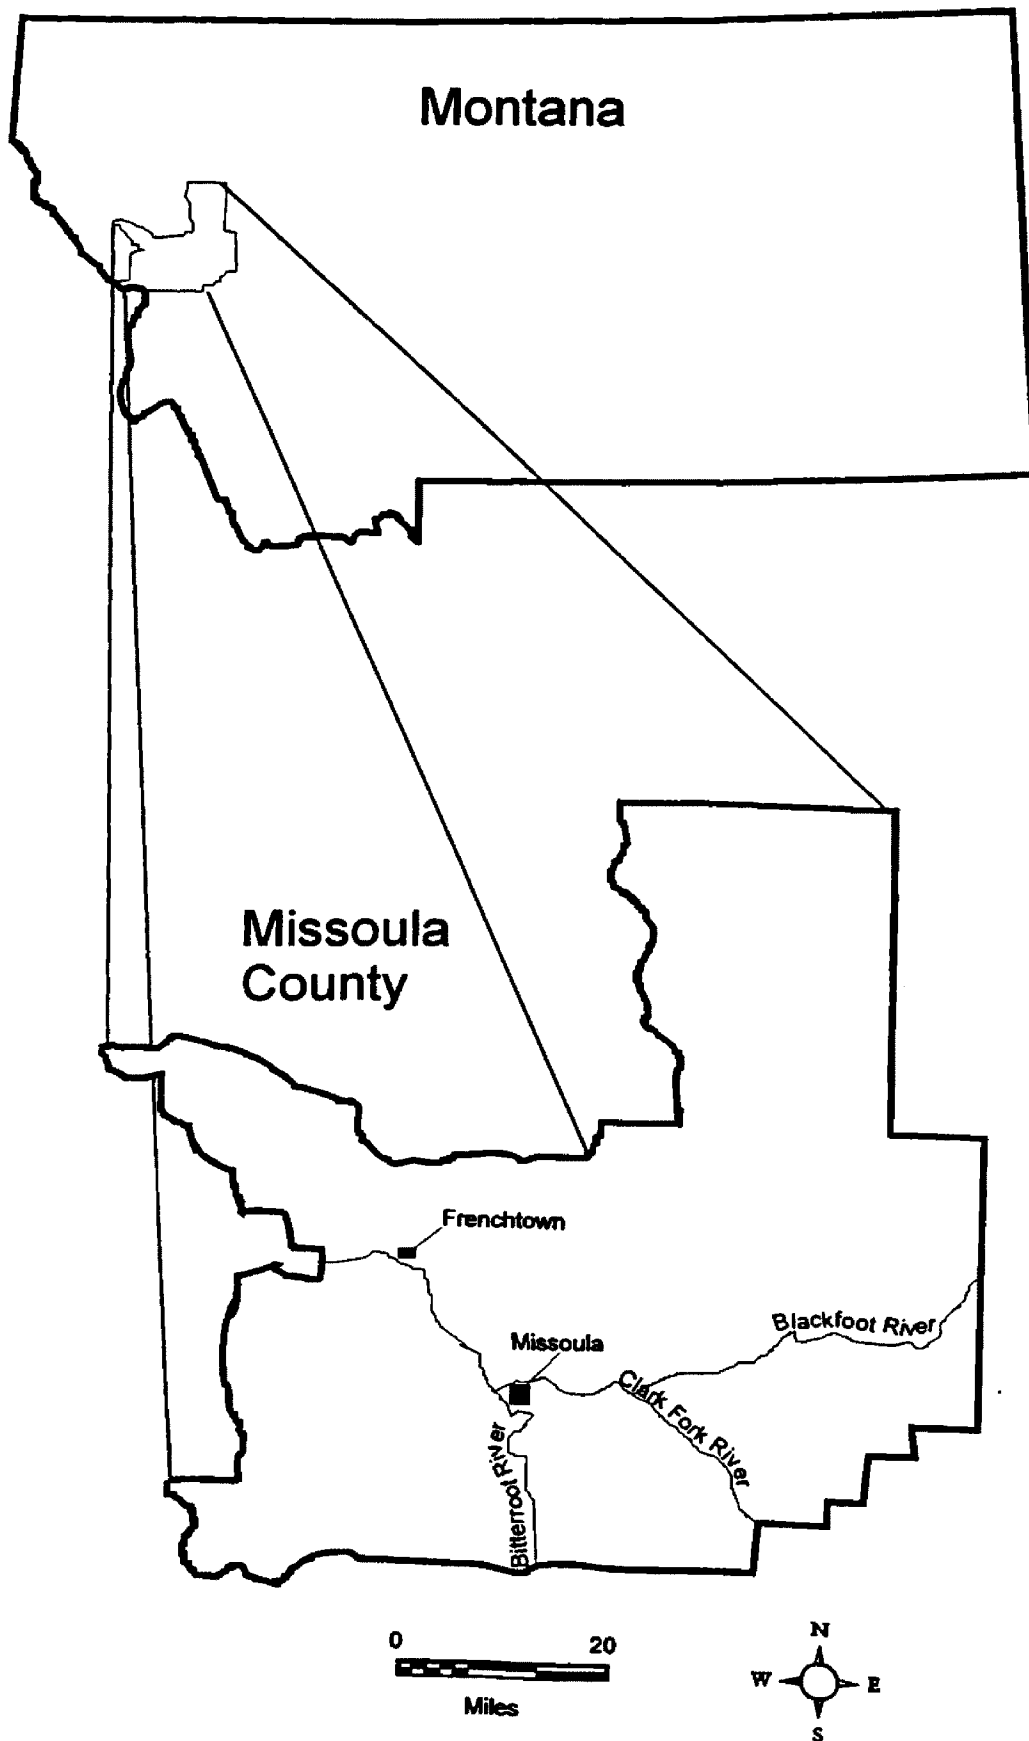 Montana
Missoula
County
Frenchtown
Missoula
Blackfoot River
Clark Fork River
Bitterroot River
0 20
Miles
N
W E
S